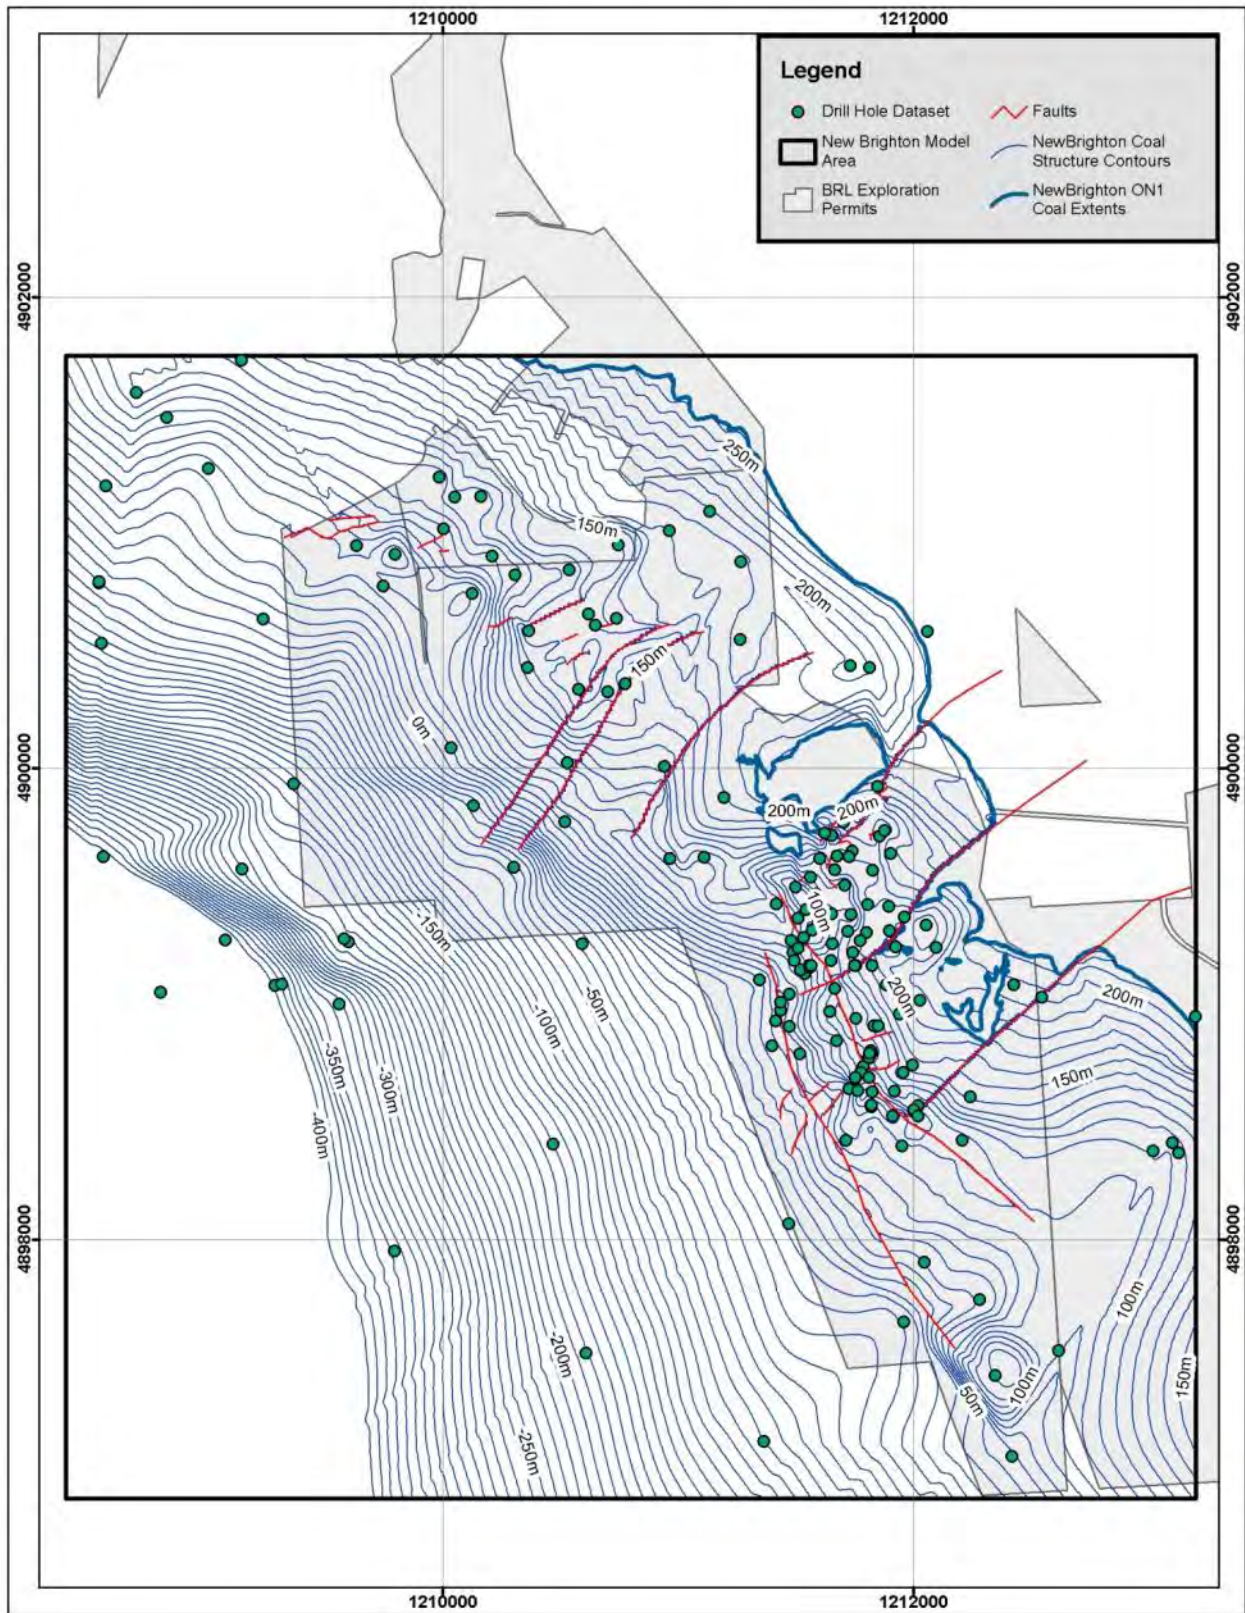 1210000
1212000
Legend
Drill Hole Dataset
Faults
New Brighton Model
Area
NewBrighton Coal
Structure Contours
BRL Exploration
Permits
NewBrighton ON1
Coal Extents
4902000
4902000
250m
150m
200m
150m
0m
4900000
4900000
200m
200m
-100m
-150m
200m
200m
-50m
-100m
-350m
-300m
-400m
150m
4898000
4898000
100m
-200m
100m
50m
150m
-250m
1210000
1212000